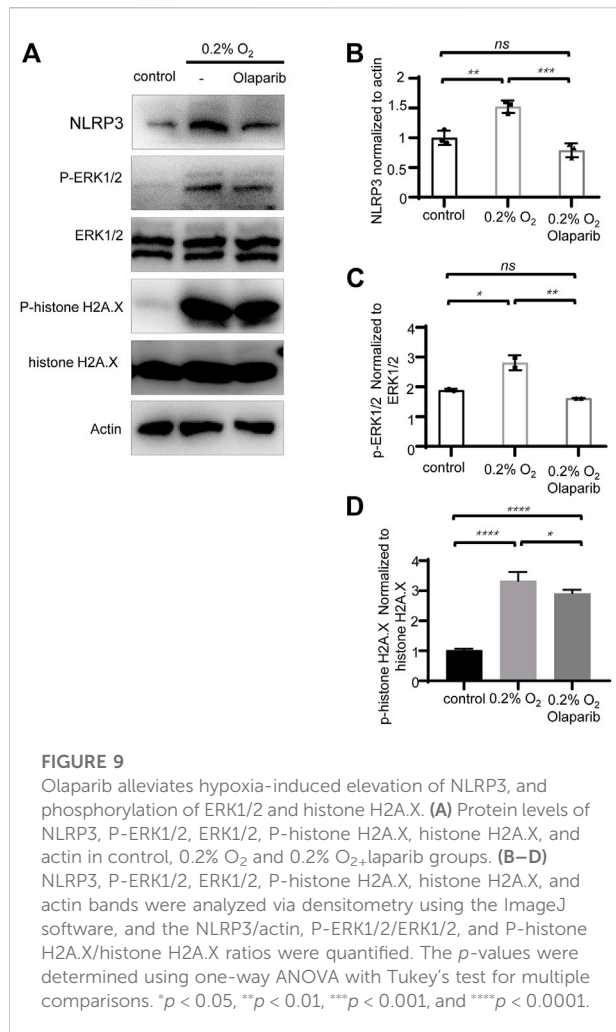 A
0.2% O2
control
-
Olaparib
NLRP3
P-ERK1/2
ERK1/2
P-histone H2A.X
histone H2A.X
Actin
B
ns
** ***
NLRP3 normalized to actin
2
1.5
1
0.5
0
control
0.2% O2
0.2% O2
Olaparib
C
ns
* **
p-ERK1/2 Normalized to
ERK1/2
4
3
2
1
0
control
0.2% O2
0.2% O2
Olaparib
D
****
**** *
p-histone H2A.X Normalized to
histone H2A.X
4
3
2
1
0
control
0.2% O2
0.2% O2
Olaparib
FIGURE 9
Olaparib alleviates hypoxia-induced elevation of NLRP3, and
phosphorylation of ERK1/2 and histone H2A.X. (A) Protein levels of
NLRP3, P-ERK1/2, ERK1/2, P-histone H2A.X, histone H2A.X, and
actin in control, 0.2% O2 and 0.2% O2+laparib groups. (B–D)
NLRP3, P-ERK1/2, ERK1/2, P-histone H2A.X, histone H2A.X, and
actin bands were analyzed via densitometry using the ImageJ
software, and the NLRP3/actin, P-ERK1/2/ERK1/2, and P-histone
H2A.X/histone H2A.X ratios were quantified. The p-values were
determined using one-way ANOVA with Tukey's test for multiple
comparisons. *p < 0.05, **p < 0.01, ***p < 0.001, and ****p < 0.0001.